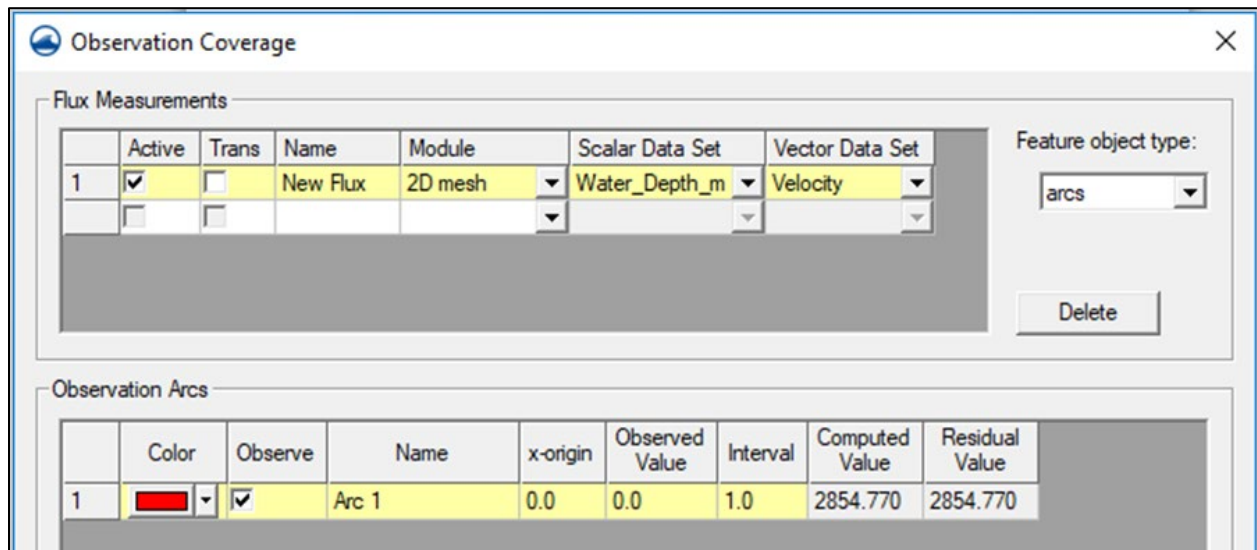 Observation Coverage
Flux Measurements
Active Trans Name Module Scalar Data Set Vector Data Set
1 New Flux 2D mesh Water_Depth_m Velocity
Feature object type:
arcs
Delete
Observation Arcs
Color Observe Name x-origin Observed Value Interval Computed Value Residual Value
1 Arc 1 0.0 0.0 1.0 2854.770 2854.770